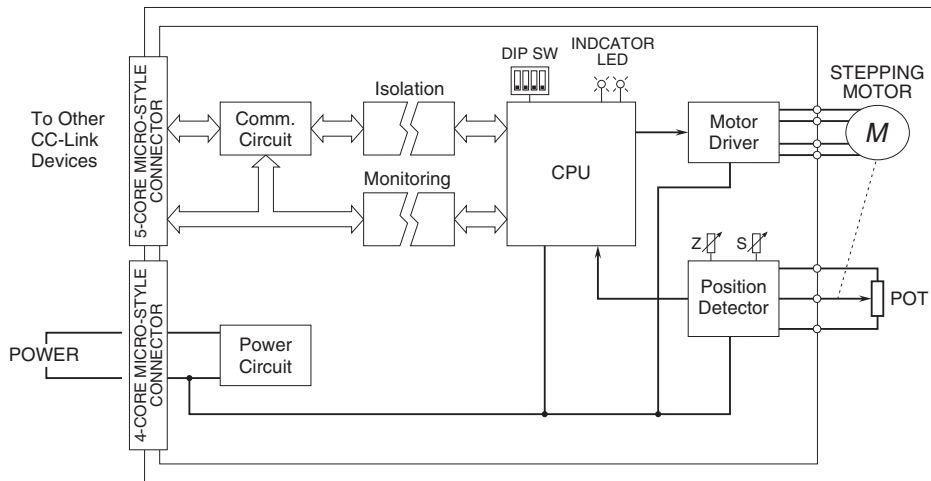 DIP SW
INDCATOR
LED
STEPPING
MOTOR
To Other
CC-Link
Devices
5-CORE MICRO-STYLE
CONNECTOR
Comm.
Circuit
Isolation
Monitoring
CPU
Motor
Driver
M
Z
S
Position
Detector
POT
POWER
4-CORE MICRO-STYLE
CONNECTOR
Power
Circuit